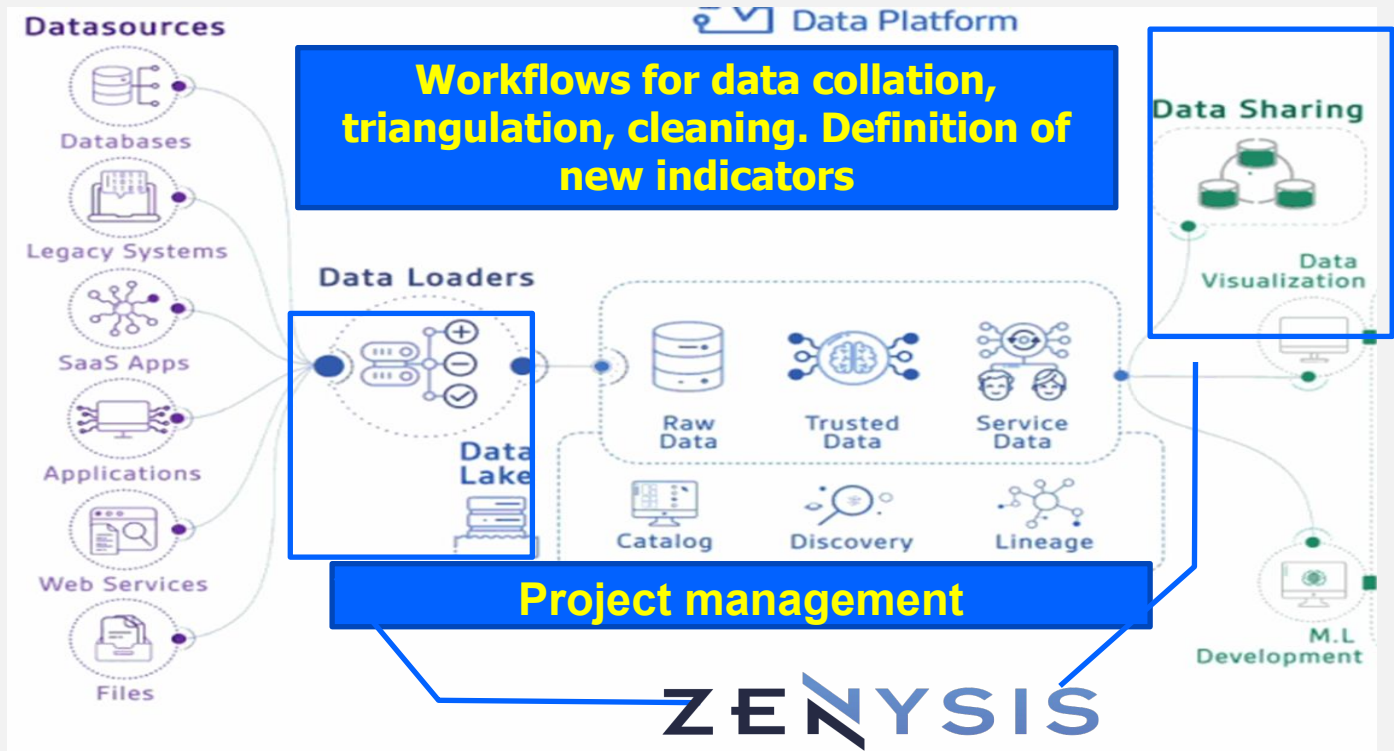 Datasources
Data Platform
Workflows for data collation,
triangulation, cleaning. Definition of
new indicators
Databases
Legacy Systems
SaaS Apps
Applications
Web Services
Files
Data Loaders
Data
Lake
Raw
Data
Trusted
Data
Service
Data
Catalog
Discovery
Lineage
Data Sharing
Data
Visualization
M.L
Development
Project management
ZENYSIS